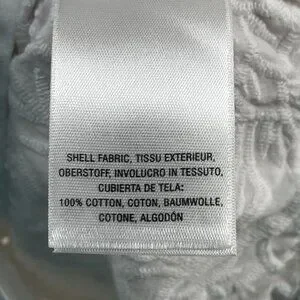 SHELL FABRIC, TISSU EXTERIEUR,
OBERSTOFF, INVOLUCRO IN TESSUTO,
CUBIERTA DE TELA:
100% COTTON, COTON, BAUMWOLLE,
COTONE, ALGODÓN